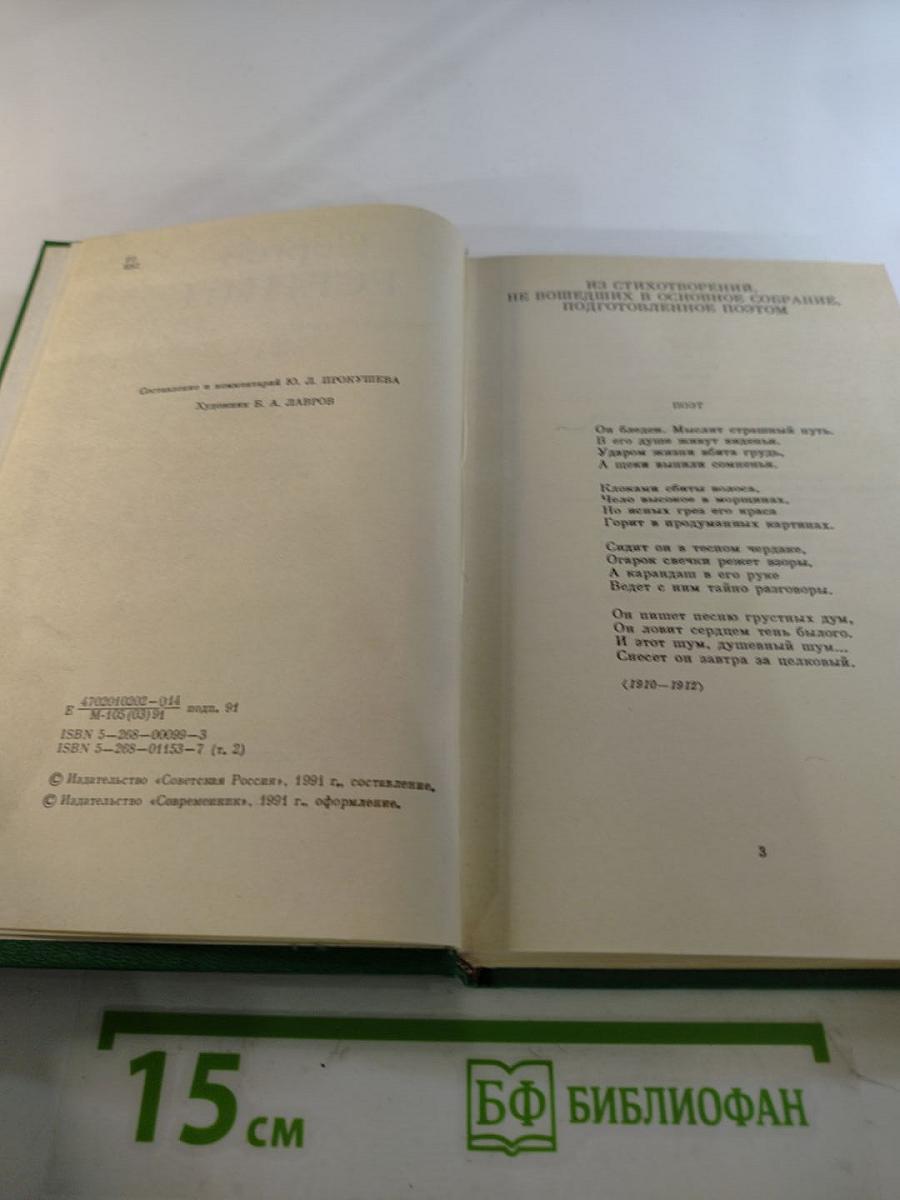 Составление и комментарий Ю. Л. ПРОКУШЕВА
Художник Б. А. ЛАВРОВ
Е 4702010202—014
М-105(03)91 подп. 91
ISBN 5—268—00099—3
ISBN 5—268—01153—7 (т. 2)
© Издательство «Советская Россия», 1991 г., составление.
© Издательство «Современник», 1991 г., оформление.
ИЗ СТИХОТВОРЕНИЙ,
НЕ ВОШЕДШИХ В ОСНОВНОЕ СОБРАНИЕ,
ПОДГОТОВЛЕННОЕ ПОЭТОМ
ПОЭТ
Он бледен. Мыслит страшный путь.
В его душе живут виденья.
Ударом жизни вбита грудь,
А щеки выпили сомненья.
Клоками сбиты волоса,
Чело высокое в морщинах,
Но ясных грез его краса
Горит в продуманных картинах.
Сидит он в тесном чердаке,
Огарок свечки режет взоры,
А карандаш в его руке
Ведет с ним тайно разговоры.
Он пишет песню грустных дум,
Он ловит сердцем тень былого.
И этот шум, душевный шум...
Снесет он завтра за целковый.
〈1910—1912〉
3
15 см
БФ БИБЛИОФАН